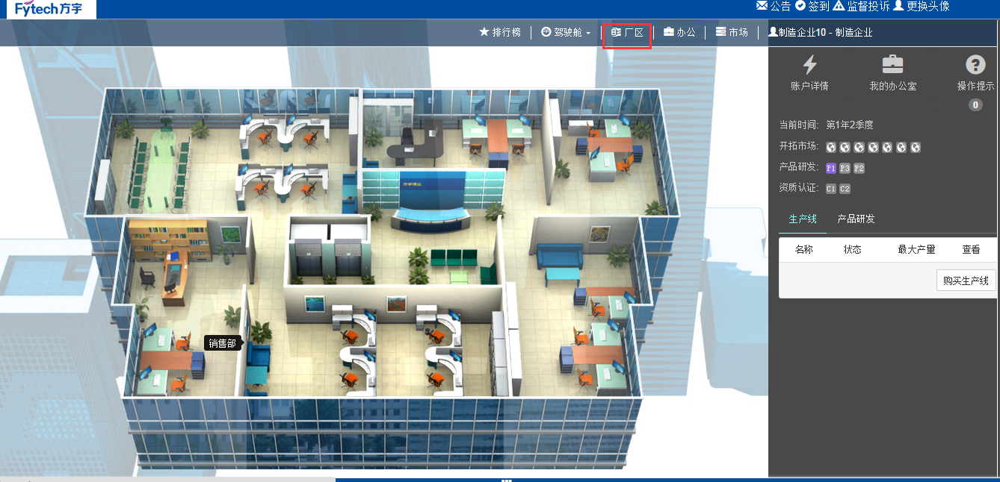 Fytech方宇
公告 签到 监督投诉 更换头像
排行榜 驾驶舱 厂区 办公 市场 制造企业10 - 制造企业
账户详情 我的办公室 操作提示
0
当前时间: 第1年2季度
开拓市场:
产品研发: P1 P3 P2
资质认证: C1 C2
生产线 产品研发
名称 状态 最大产量 查看
购买生产线
销售部